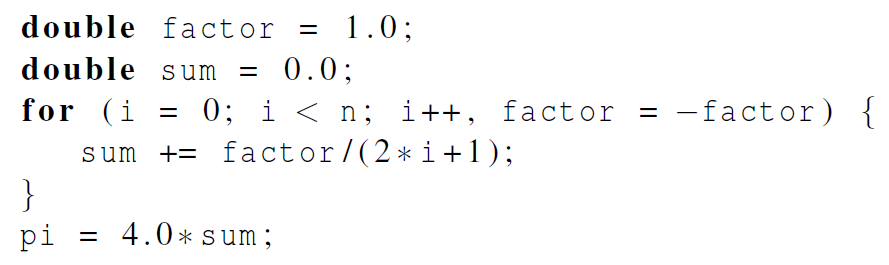 double factor = 1.0;
double sum = 0.0;
for (i = 0; i < n; i++, factor = −factor) {
sum += factor/(2*i+1);
}
pi = 4.0*sum;